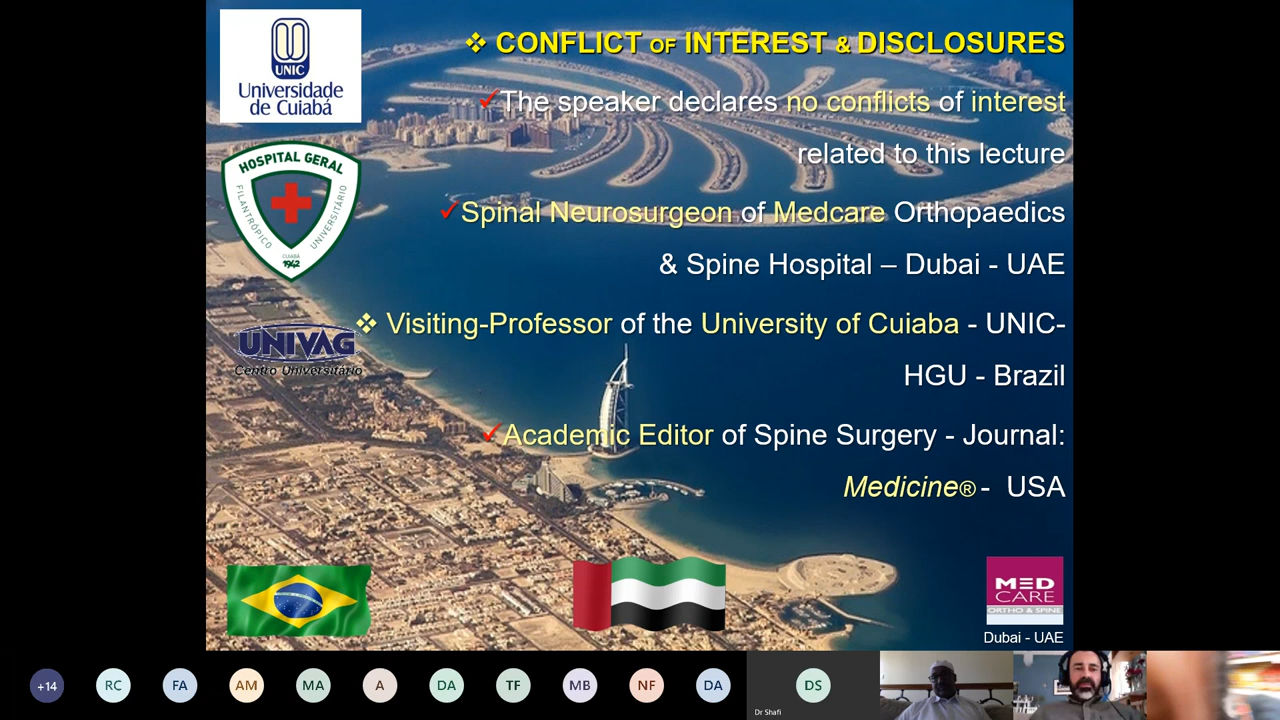 UNIC
Universidade
de Cuiabá
HOSPITAL GERAL
FILANTRÓPICO
UNIVERSITÁRIO
CUIABÁ
1942
UNIVAG
Centro Universitário
❖ CONFLICT OF INTEREST & DISCLOSURES
✓The speaker declares no conflicts of interest
related to this lecture
✓Spinal Neurosurgeon of Medcare Orthopaedics
& Spine Hospital – Dubai - UAE
❖ Visiting-Professor of the University of Cuiaba - UNIC-
HGU - Brazil
✓Academic Editor of Spine Surgery - Journal:
Medicine® - USA
MED
CARE
ORTHO & SPINE
Dubai - UAE
+14 RC FA AM MA A DA TF MB NF DA DS
Dr Shafi